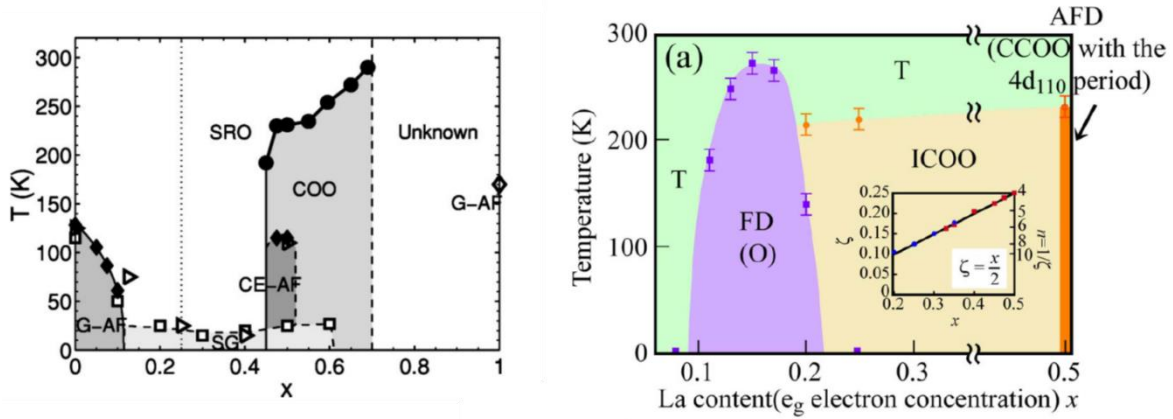 300
250
200
150
100
50
0
T (K)
SRO
COO
Unknown
G-AF
CE-AF
G-AF
SG
0
0.2
0.4
0.6
0.8
1
x
(a)
T
AFD
(CCOO with the
4d110 period)
T
ICOO
FD
(O)
300
200
100
0
Temperature (K)
0.25
0.20
0.15
0.10
0.05
0
ζ
4
5
6
8
10
n=1/ζ
ζ = x/2
0.2
0.3
0.4
0.5
x
0.1
0.2
0.3
0.5
La content(eg electron concentration) x